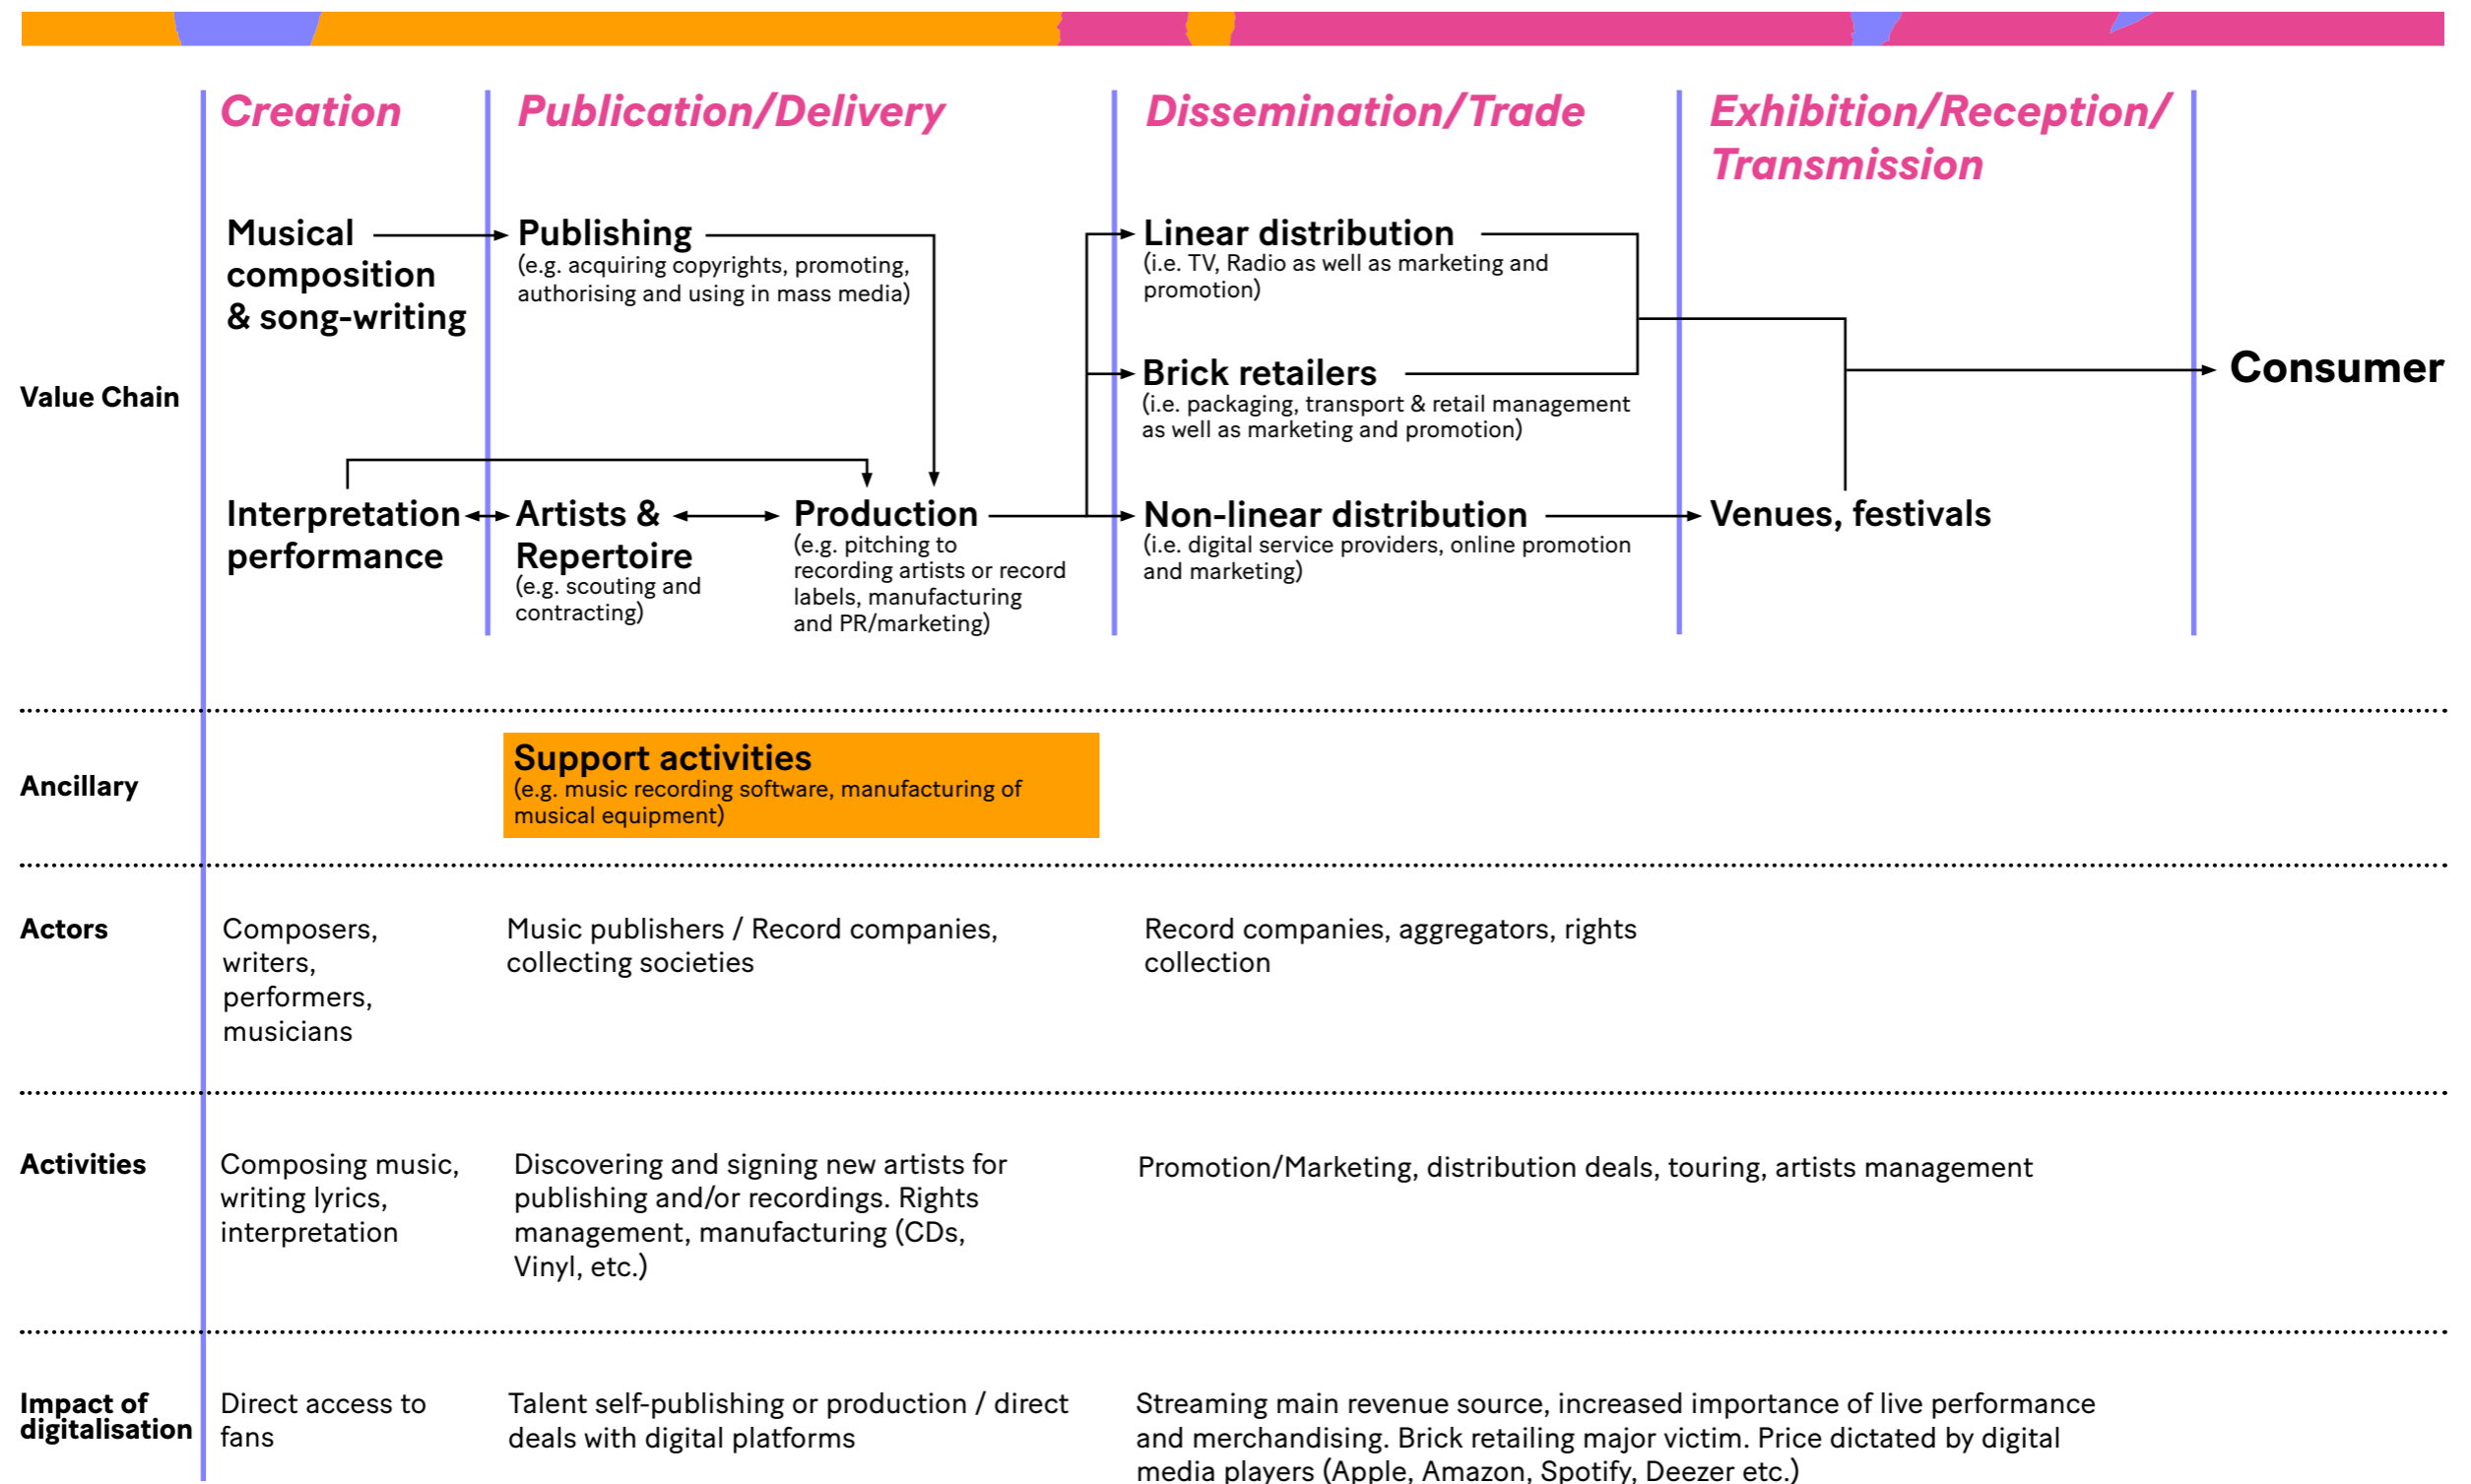 Creation
Publication/Delivery
Dissemination/Trade
Exhibition/Reception/
Transmission
Value Chain
Musical
composition
& song-writing
Publishing
(e.g. acquiring copyrights, promoting,
authorising and using in mass media)
Interpretation
performance
Artists &
Repertoire
(e.g. scouting and
contracting)
Production
(e.g. pitching to
recording artists or record
labels, manufacturing
and PR/marketing)
Linear distribution
(i.e. TV, Radio as well as marketing and
promotion)
Brick retailers
(i.e. packaging, transport & retail management
as well as marketing and promotion)
Non-linear distribution
(i.e. digital service providers, online promotion
and marketing)
Venues, festivals
Consumer
Ancillary
Support activities
(e.g. music recording software, manufacturing of
musical equipment)
Actors
Composers,
writers,
performers,
musicians
Music publishers / Record companies,
collecting societies
Record companies, aggregators, rights
collection
Activities
Composing music,
writing lyrics,
interpretation
Discovering and signing new artists for
publishing and/or recordings. Rights
management, manufacturing (CDs,
Vinyl, etc.)
Promotion/Marketing, distribution deals, touring, artists management
Impact of
digitalisation
Direct access to
fans
Talent self-publishing or production / direct
deals with digital platforms
Streaming main revenue source, increased importance of live performance
and merchandising. Brick retailing major victim. Price dictated by digital
media players (Apple, Amazon, Spotify, Deezer etc.)